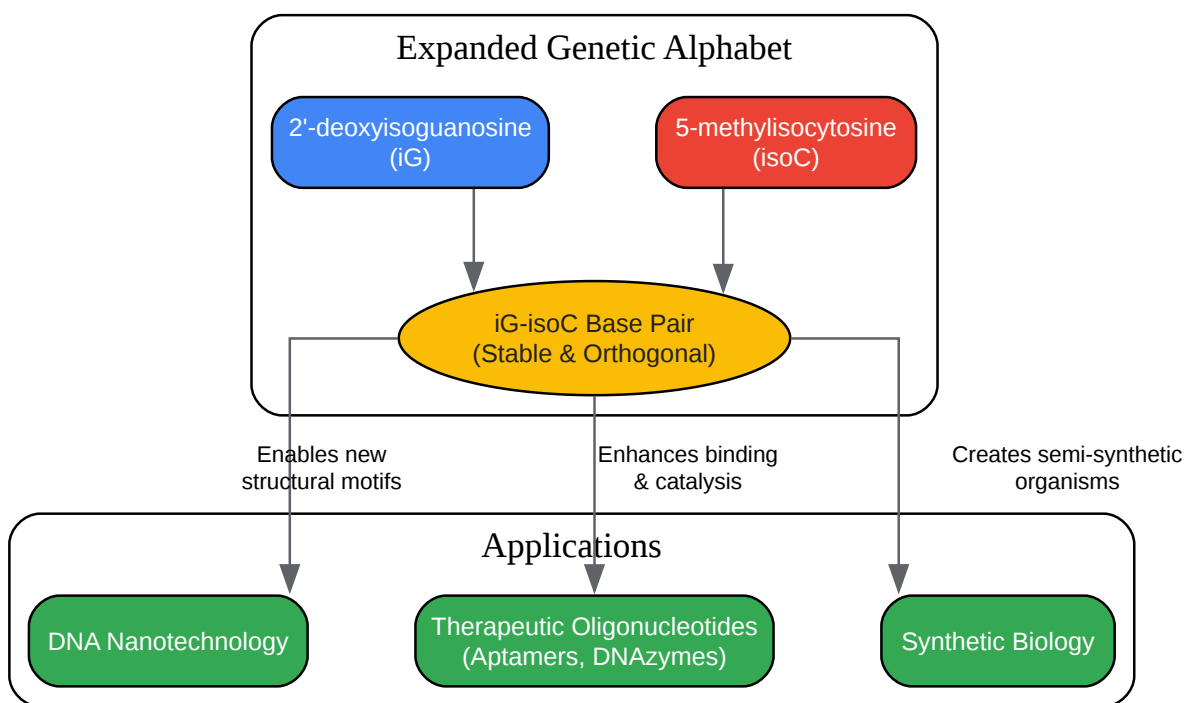 Expanded Genetic Alphabet
2'-deoxyisoguanosine
(iG)
5-methylisocytosine
(isoC)
iG-isoC Base Pair
(Stable & Orthogonal)
Enables new
structural motifs
Enhances binding
& catalysis
Creates semi-synthetic
organisms
Applications
DNA Nanotechnology
Therapeutic Oligonucleotides
(Aptamers, DNAzymes)
Synthetic Biology